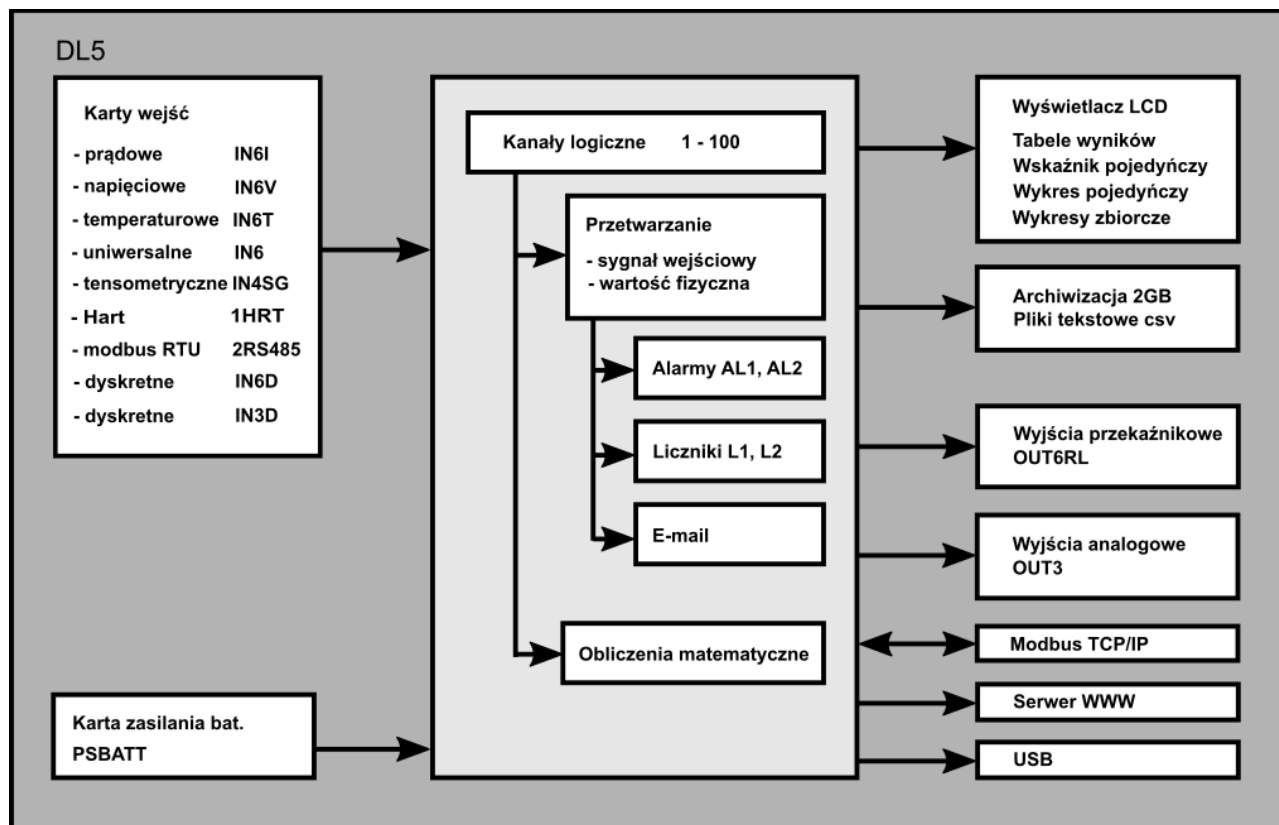 DL5
Karty wejść
- prądowe IN6I
- napięciowe IN6V
- temperaturowe IN6T
- uniwersalne IN6
- tensometryczne IN4SG
- Hart 1HRT
- modbus RTU 2RS485
- dyskretne IN6D
- dyskretne IN3D
Karta zasilania bat.
PSBATT
Kanały logiczne 1 - 100
Przetwarzanie
- sygnał wejściowy
- wartość fizyczna
Alarmy AL1, AL2
Liczniki L1, L2
E-mail
Obliczenia matematyczne
Wyświetlacz LCD
Tabele wyników
Wskaźnik pojedyńczy
Wykres pojedyńczy
Wykresy zbiorcze
Archiwizacja 2GB
Pliki tekstowe csv
Wyjścia przekaźnikowe
OUT6RL
Wyjścia analogowe
OUT3
Modbus TCP/IP
Serwer WWW
USB